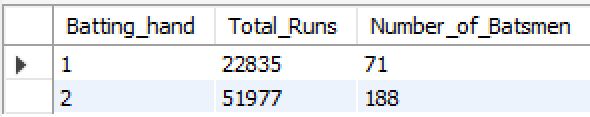 Batting_hand Total_Runs Number_of_Batsmen
1 22835 71
2 51977 188